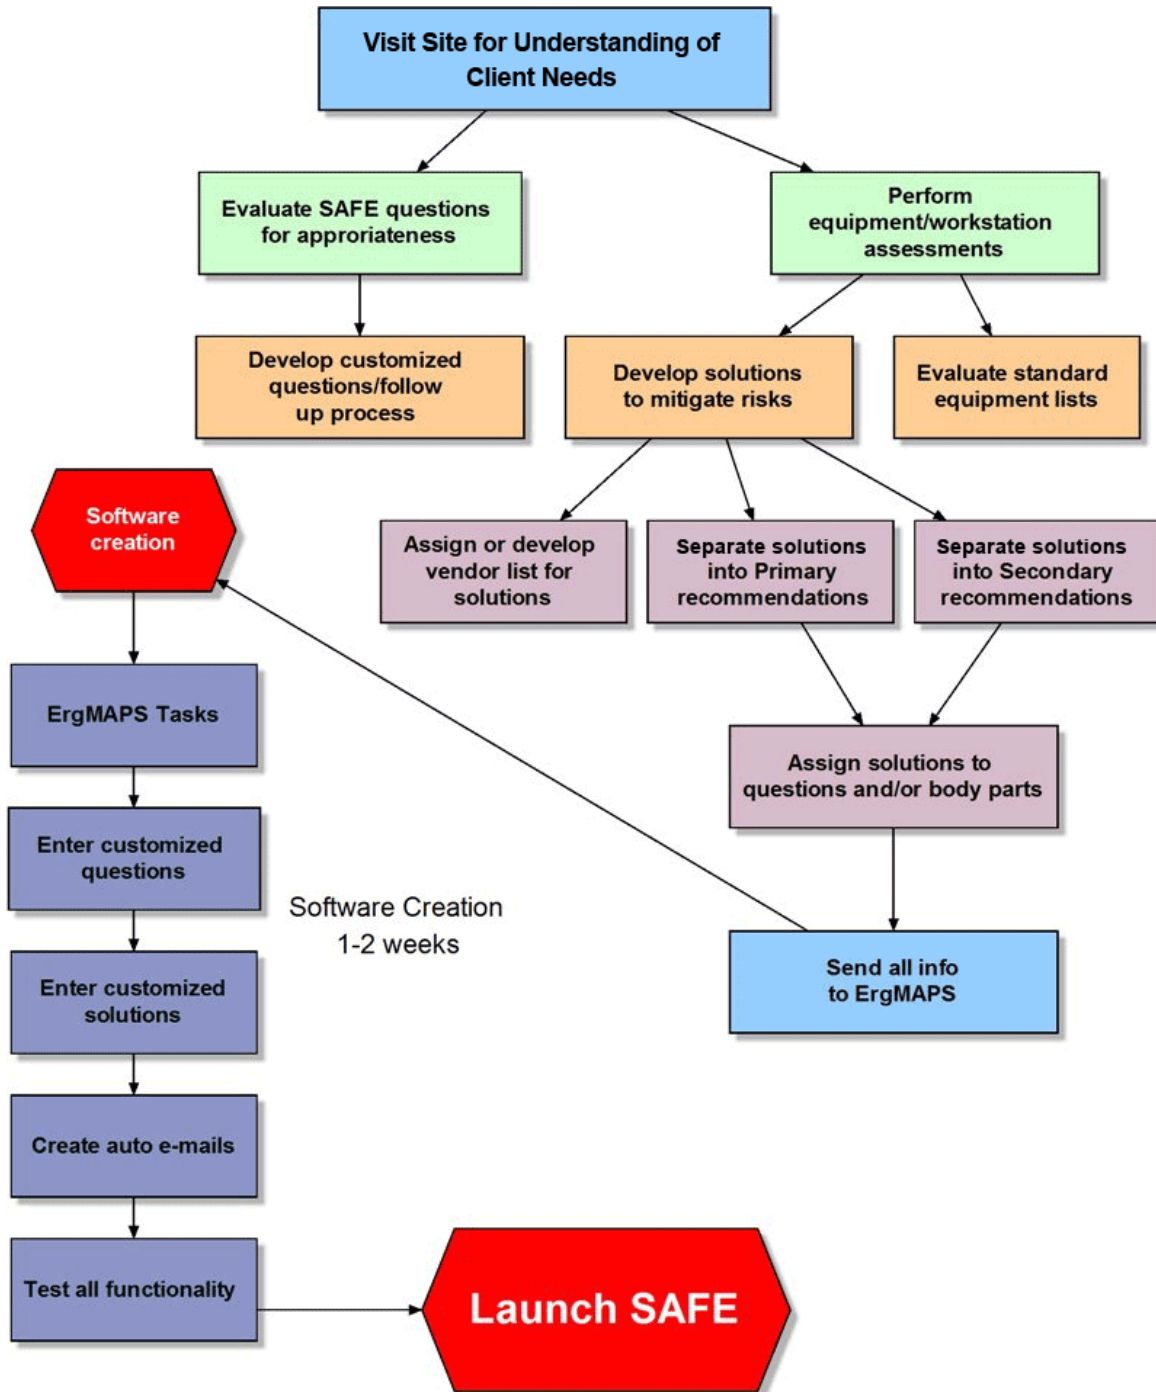 Visit Site for Understanding of
Client Needs
Evaluate SAFE questions
for approriateness
Perform
equipment/workstation
assessments
Develop customized
questions/follow
up process
Develop solutions
to mitigate risks
Evaluate standard
equipment lists
Software
creation
Assign or develop
vendor list for
solutions
Separate solutions
into Primary
recommendations
Separate solutions
into Secondary
recommendations
ErgMAPS Tasks
Assign solutions to
questions and/or body parts
Enter customized
questions
Software Creation
1-2 weeks
Send all info
to ErgMAPS
Enter customized
solutions
Create auto e-mails
Test all functionality
Launch SAFE